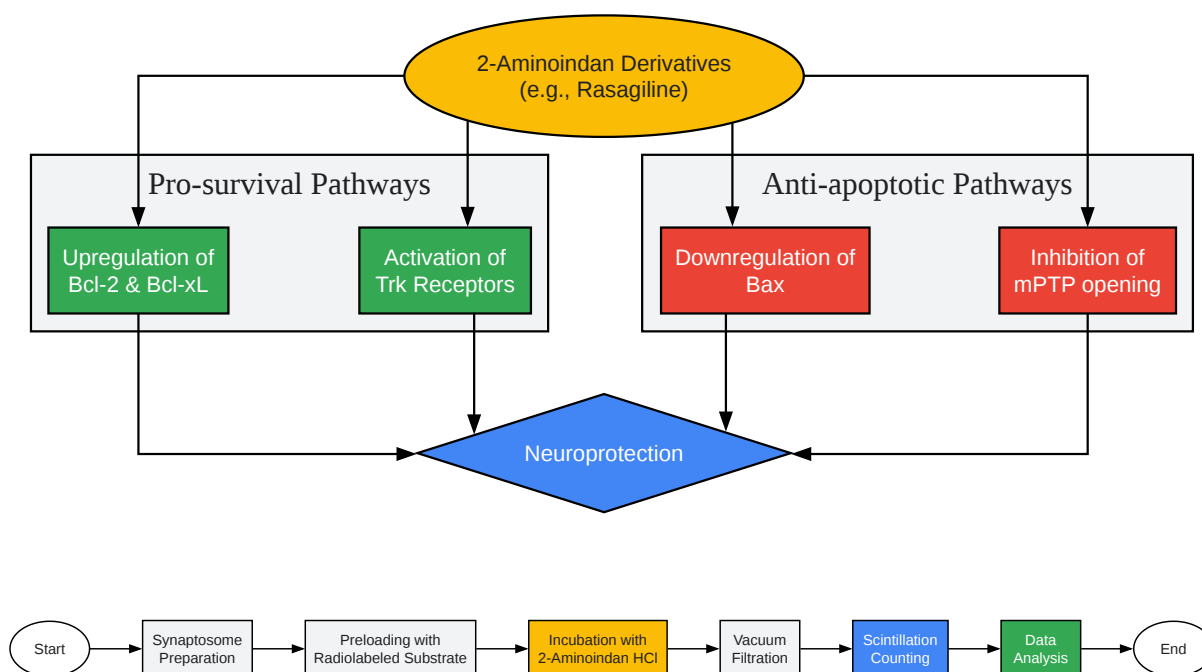 2-Aminoindan Derivatives
(e.g., Rasagiline)
Pro-survival Pathways
Anti-apoptotic Pathways
Upregulation of
Bcl-2 & Bcl-xL
Activation of
Trk Receptors
Downregulation of
Bax
Inhibition of
mPTP opening
Neuroprotection
Start
Synaptosome
Preparation
Preloading with
Radiolabeled Substrate
Incubation with
2-Aminoindan HCl
Vacuum
Filtration
Scintillation
Counting
Data
Analysis
End